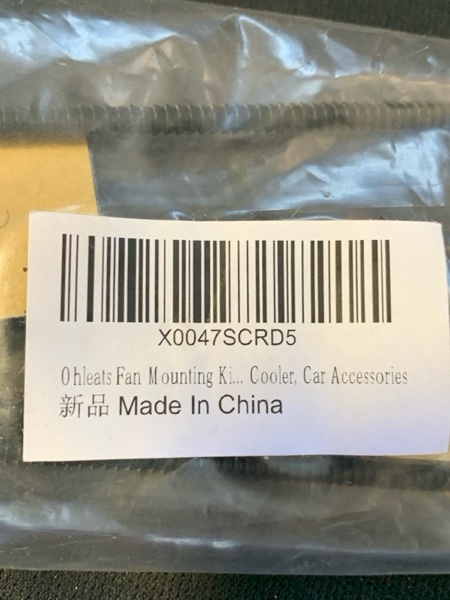 X0047SCRD5
Ohleats Fan Mounting Ki... Cooler, Car Accessories
新品 Made In China